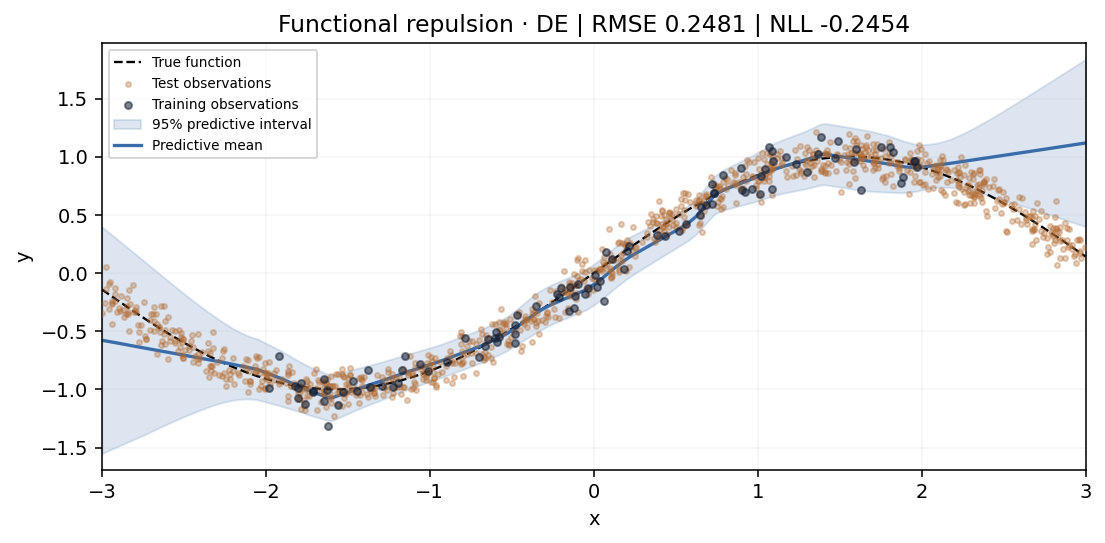 Functional repulsion · DE | RMSE 0.2481 | NLL -0.2454
True function
Test observations
Training observations
95% predictive interval
Predictive mean
1.5
1.0
0.5
0.0
−0.5
−1.0
−1.5
y
−3
−2
−1
0
1
2
3
x